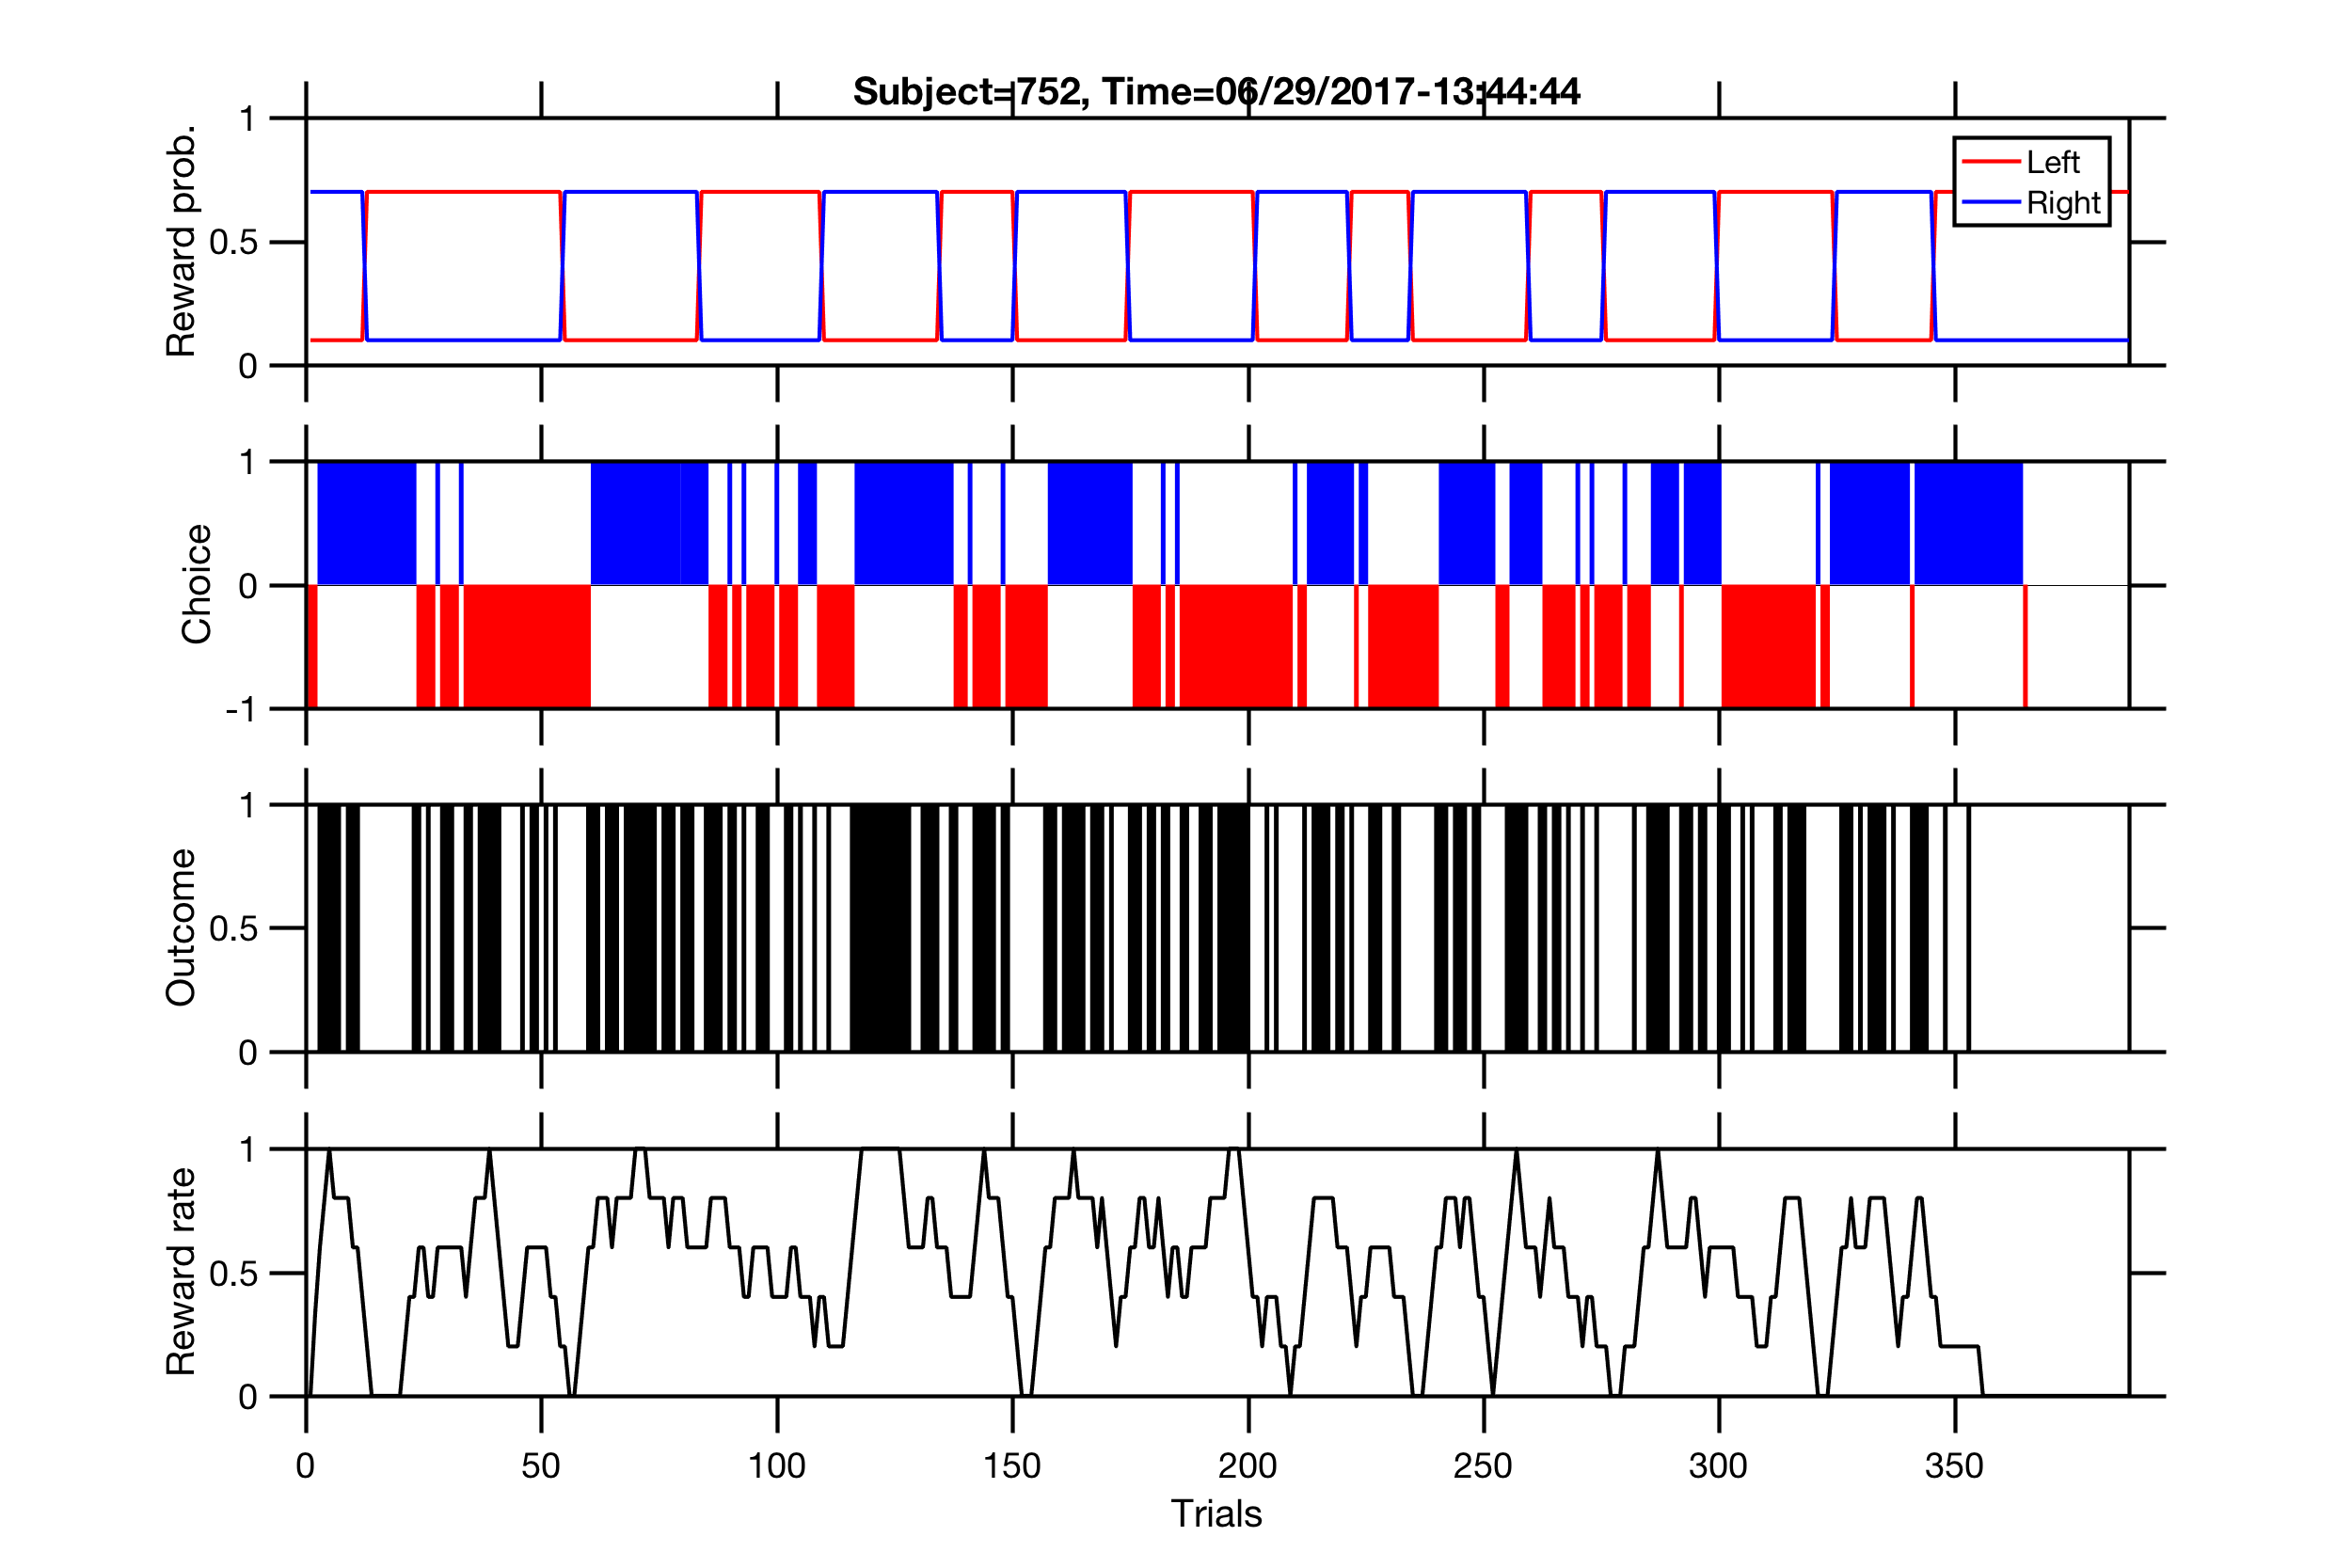 Subject=752, Time=06/29/2017-13:44:44
1
0.5
0
Reward prob.
Left
Right
1
0
-1
Choice
1
0.5
0
Outcome
1
0.5
0
Reward rate
0 50 100 150 200 250 300 350
Trials